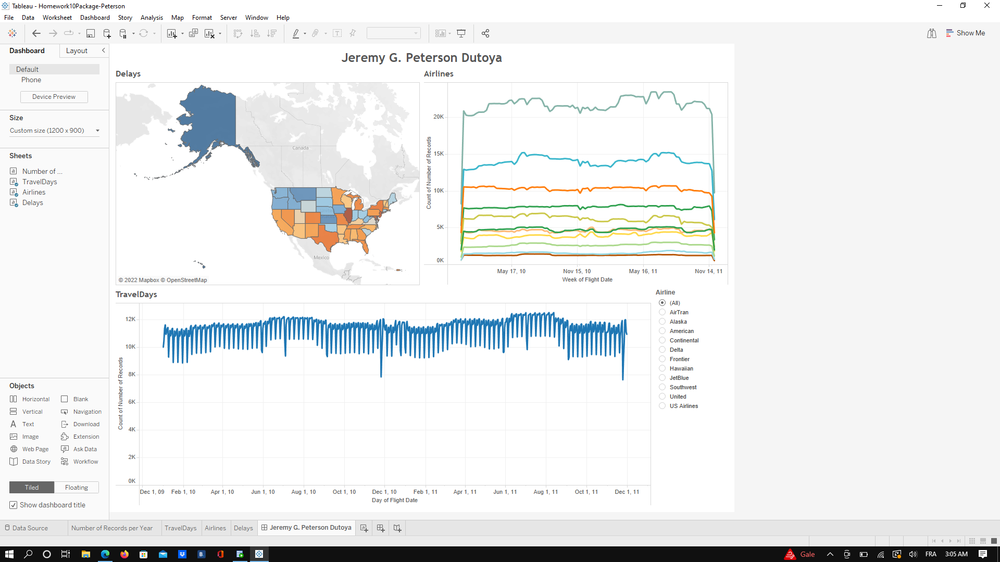 Tableau - Homework10Package-Peterson
File Data Worksheet Dashboard Story Analysis Map Format Server Window Help
Show Me
Dashboard Layout
Default
Phone
Device Preview
Size
Custom size (1200 x 900)
Sheets
Number of ...
TravelDays
Airlines
Delays
Objects
Horizontal Blank
Vertical Navigation
Text Download
Image Extension
Web Page Ask Data
Data Story Workflow
Tiled Floating
Show dashboard title
Jeremy G. Peterson Dutoya
Delays
Canada
United
Mexico
© 2022 Mapbox © OpenStreetMap
Airlines
Count of Number of Records
20K
15K
10K
5K
0K
May 17, 10 Nov 15, 10 May 16, 11 Nov 14, 11
Week of Flight Date
TravelDays
Count of Number of Records
12K
10K
8K
6K
4K
2K
0K
Dec 1, 09 Feb 1, 10 Apr 1, 10 Jun 1, 10 Aug 1, 10 Oct 1, 10 Dec 1, 10 Feb 1, 11 Apr 1, 11 Jun 1, 11 Aug 1, 11 Oct 1, 11 Dec 1, 11
Day of Flight Date
Airline
(All)
AirTran
Alaska
American
Continental
Delta
Frontier
Hawaiian
JetBlue
Southwest
United
US Airlines
Data Source Number of Records per Year TravelDays Airlines Delays Jeremy G. Peterson Dutoya
Gale FRA 3:05 AM